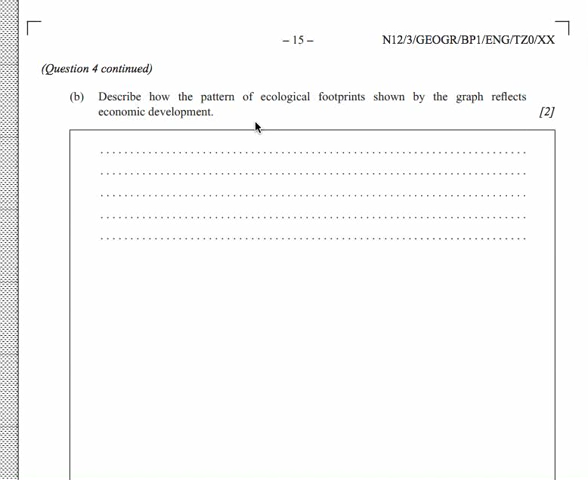 – 15 –
N12/3/GEOGR/BP1/ENG/TZ0/XX
(Question 4 continued)
(b) Describe how the pattern of ecological footprints shown by the graph reflects
economic development. [2]